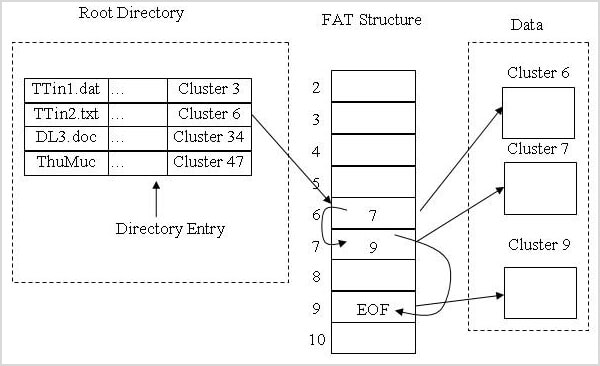 Root Directory
FAT Structure
Data
TTin1.dat ... Cluster 3
TTin2.txt ... Cluster 6
DL3.doc ... Cluster 34
ThuMuc ... Cluster 47
Directory Entry
2
3
4
5
6 7
7 9
8
9 EOF
10
Cluster 6
Cluster 7
Cluster 9